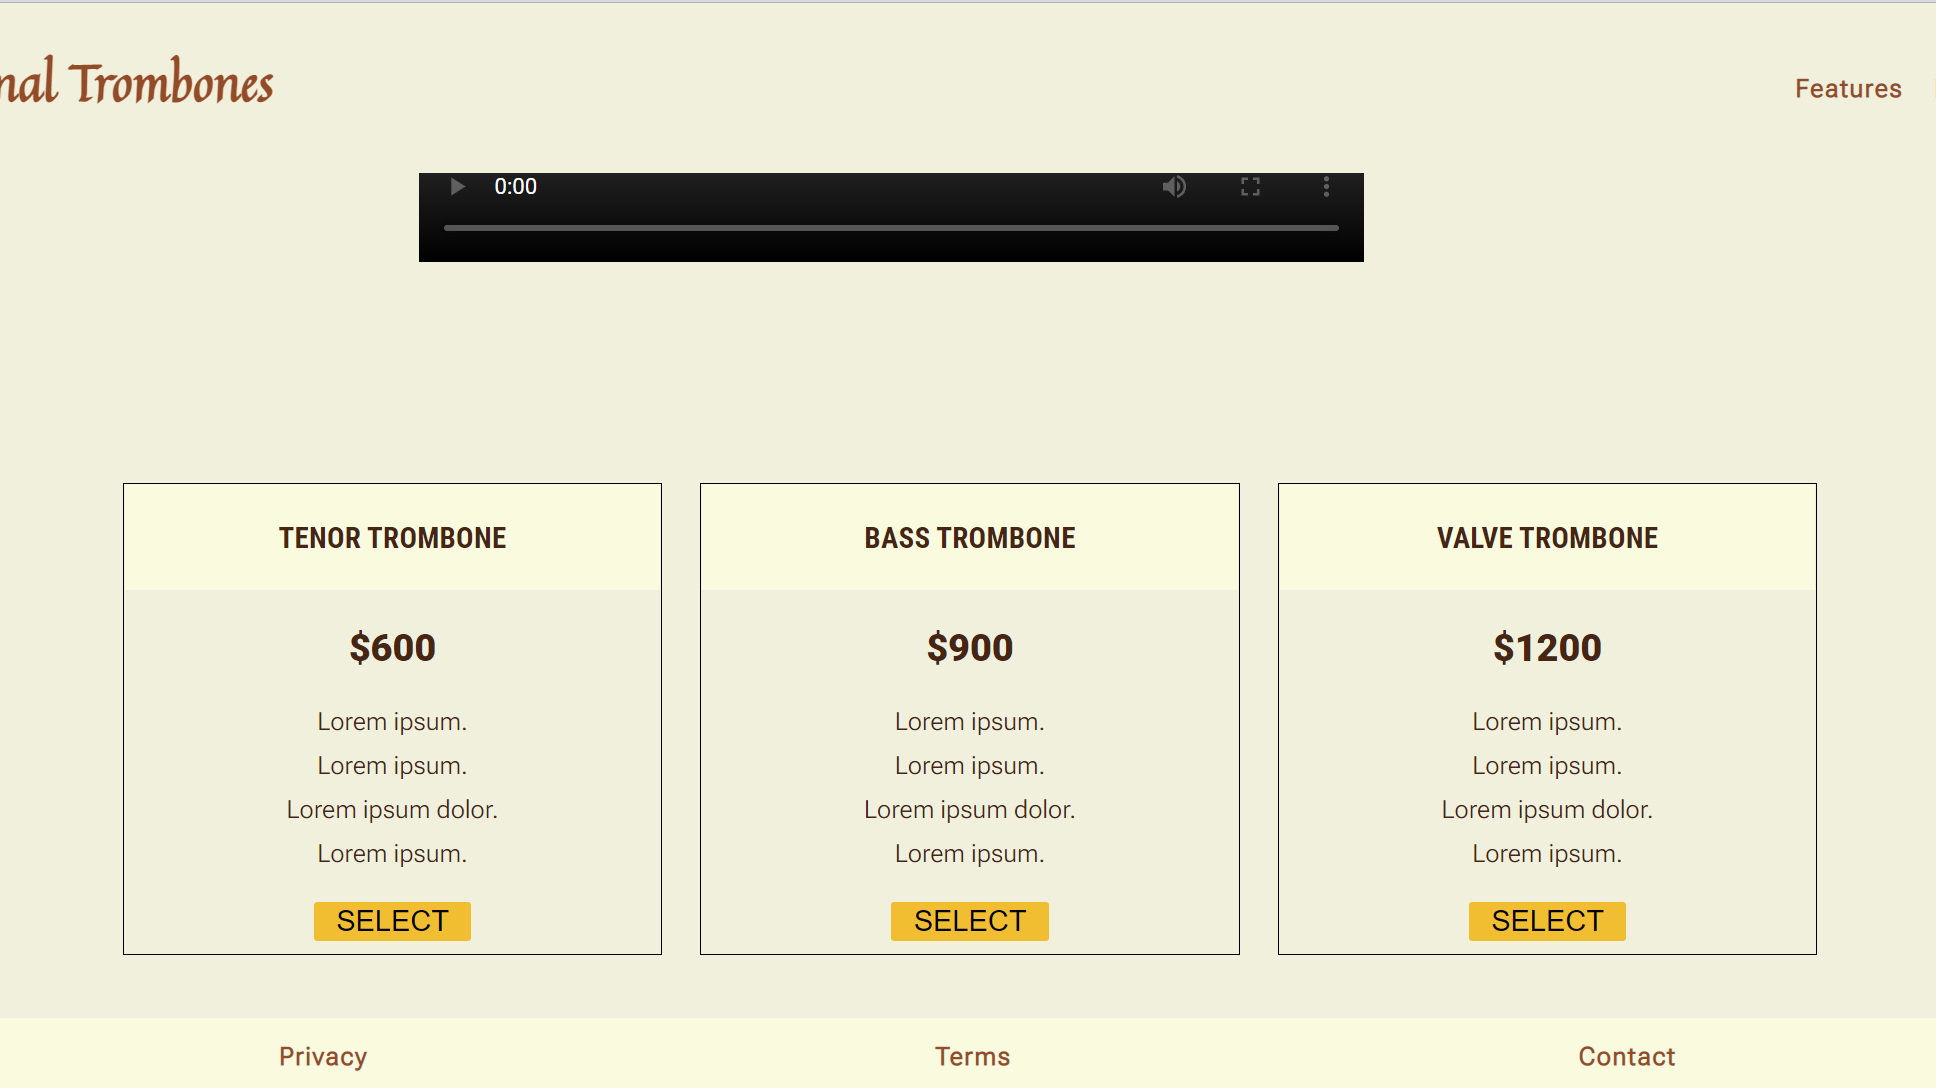 nal Trombones
Features
0:00
TENOR TROMBONE
$600
Lorem ipsum.
Lorem ipsum.
Lorem ipsum dolor.
Lorem ipsum.
SELECT
BASS TROMBONE
$900
Lorem ipsum.
Lorem ipsum.
Lorem ipsum dolor.
Lorem ipsum.
SELECT
VALVE TROMBONE
$1200
Lorem ipsum.
Lorem ipsum.
Lorem ipsum dolor.
Lorem ipsum.
SELECT
Privacy
Terms
Contact